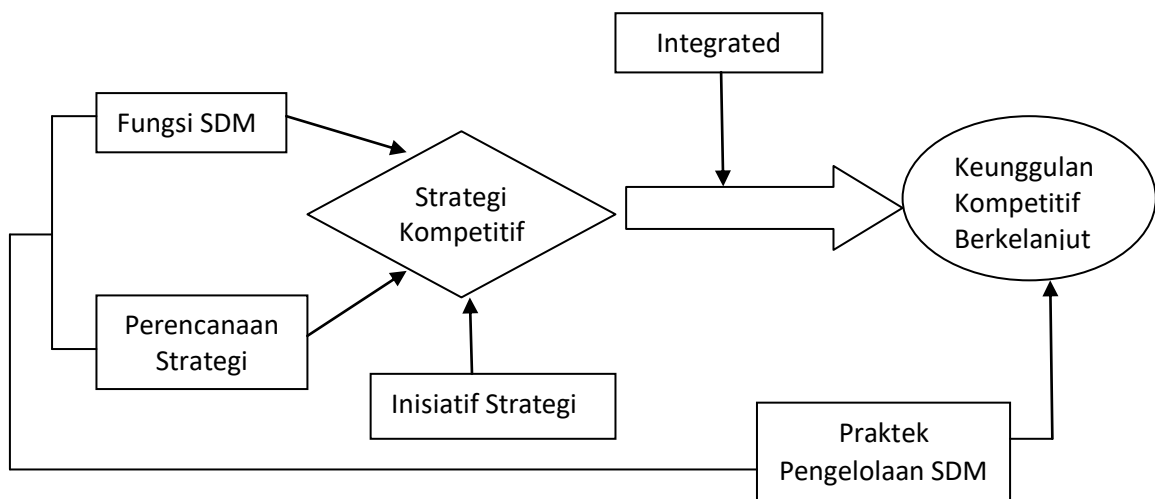 Integrated
Fungsi SDM
Strategi
Kompetitif
Keunggulan
Kompetitif
Berkelanjut
Perencanaan
Strategi
Inisiatif Strategi
Praktek
Pengelolaan SDM